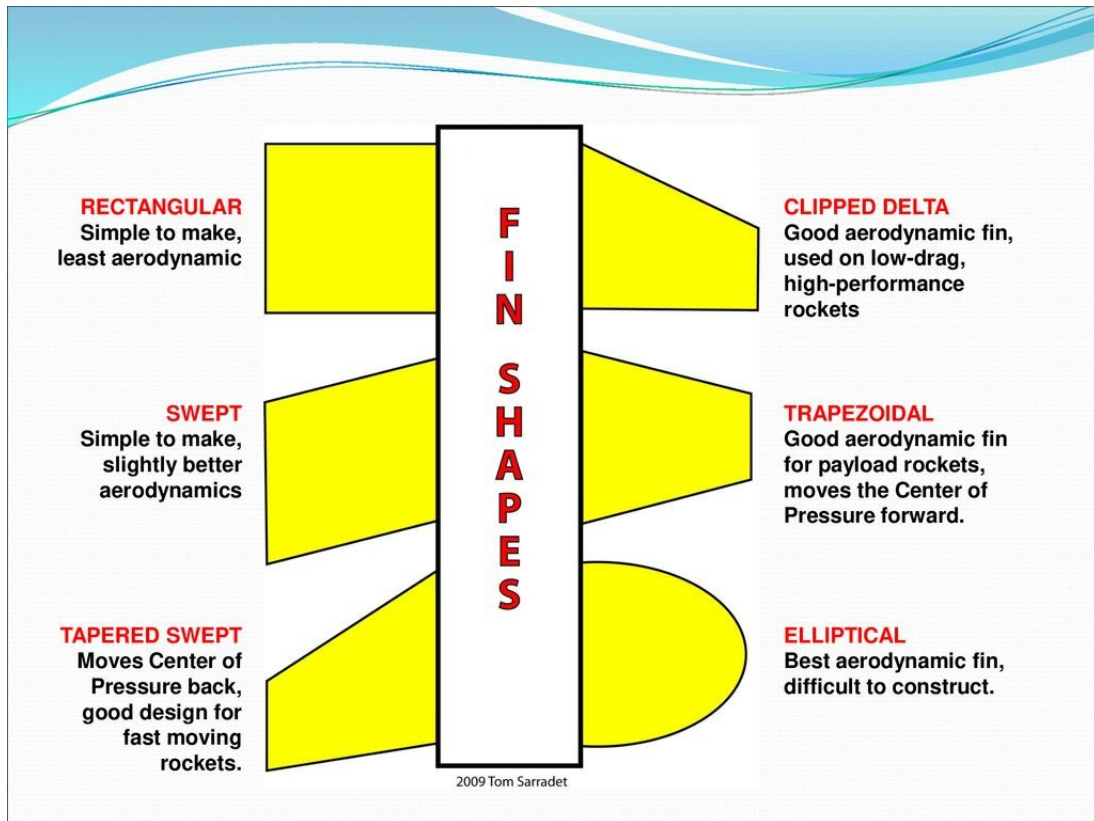 RECTANGULAR
Simple to make,
least aerodynamic
SWEPT
Simple to make,
slightly better
aerodynamics
TAPERED SWEPT
Moves Center of
Pressure back,
good design for
fast moving
rockets.
FIN SHAPES
CLIPPED DELTA
Good aerodynamic fin,
used on low-drag,
high-performance
rockets
TRAPEZOIDAL
Good aerodynamic fin
for payload rockets,
moves the Center of
Pressure forward.
ELLIPTICAL
Best aerodynamic fin,
difficult to construct.
2009 Tom Sarradet